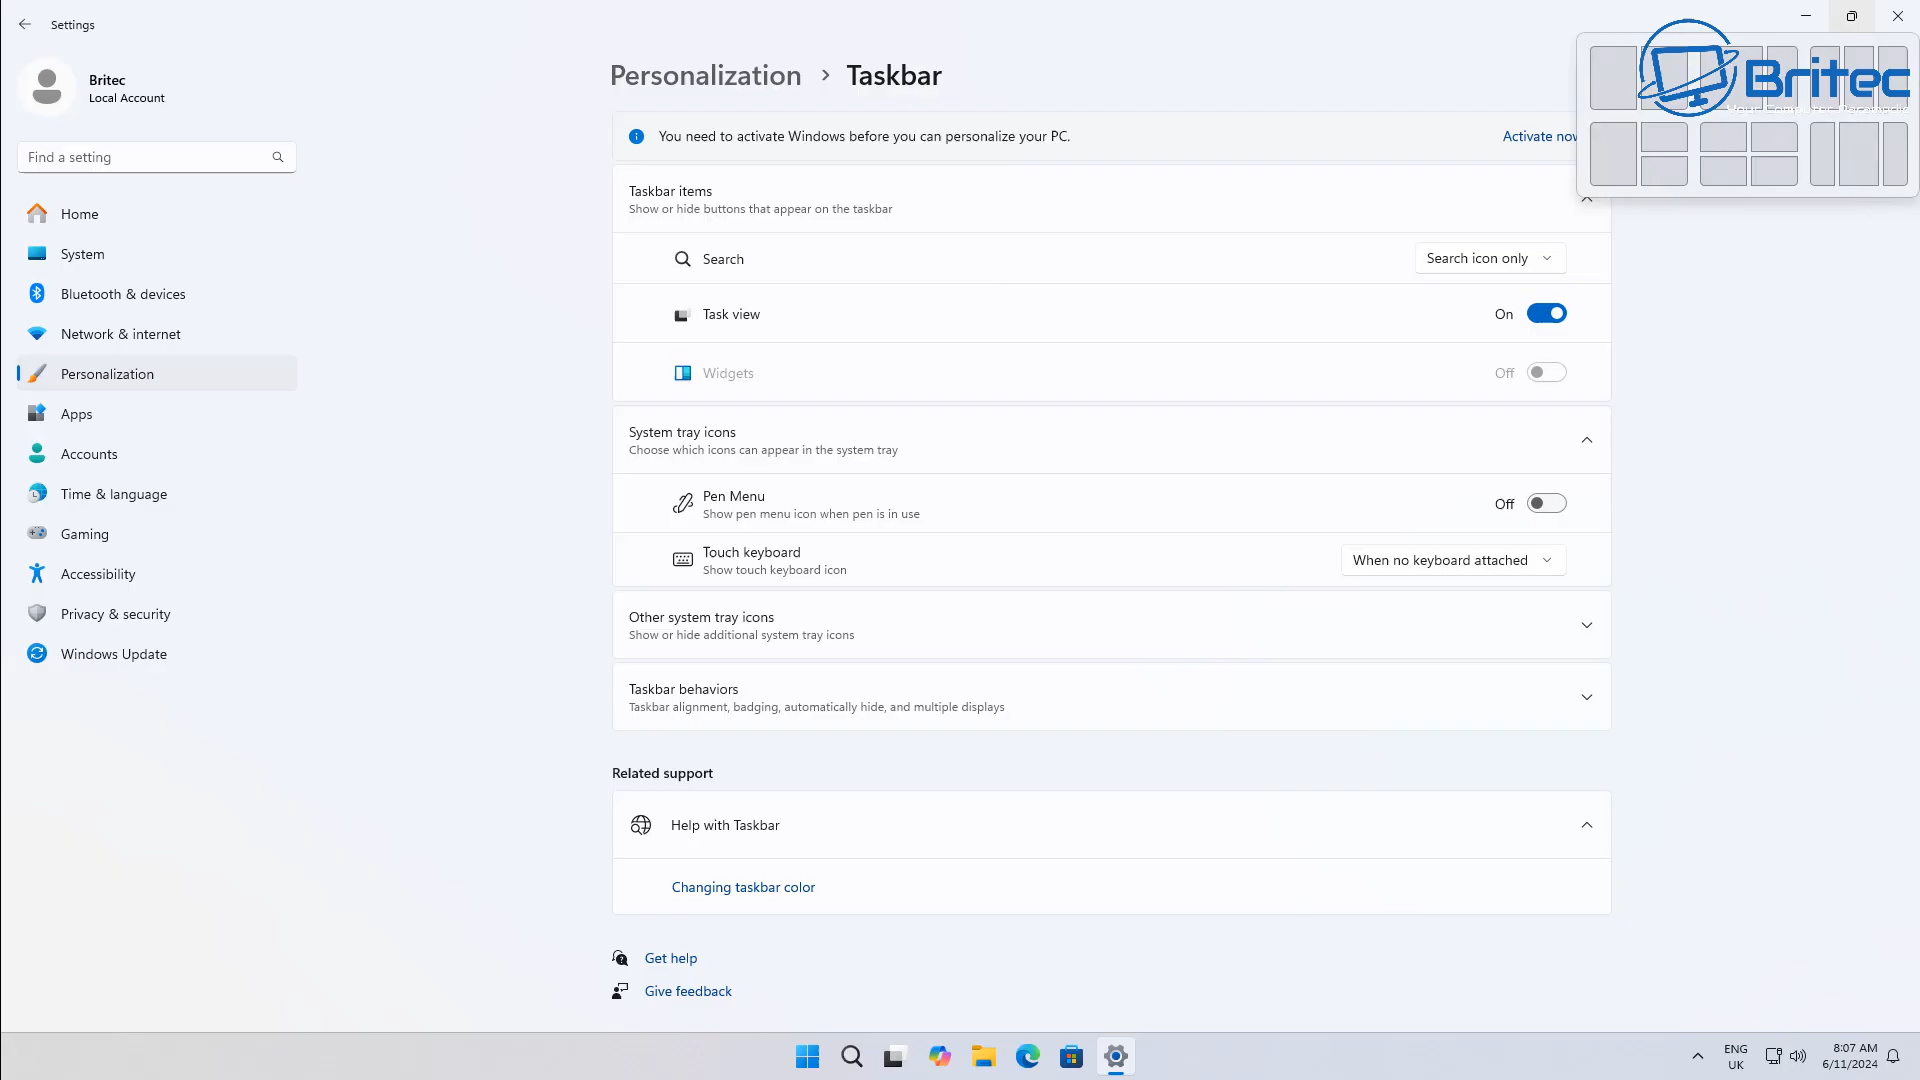 Settings
Britec
Local Account
Find a setting
Home
System
Bluetooth & devices
Network & internet
Personalization
Apps
Accounts
Time & language
Gaming
Accessibility
Privacy & security
Windows Update
Personalization > Taskbar
You need to activate Windows before you can personalize your PC.
Activate now
Britec
Taskbar items
Show or hide buttons that appear on the taskbar
Search
Search icon only
Task view
On
Widgets
Off
System tray icons
Choose which icons can appear in the system tray
Pen Menu
Show pen menu icon when pen is in use
Off
Touch keyboard
Show touch keyboard icon
When no keyboard attached
Other system tray icons
Show or hide additional system tray icons
Taskbar behaviors
Taskbar alignment, badging, automatically hide, and multiple displays
Related support
Help with Taskbar
Changing taskbar color
Get help
Give feedback
ENG
UK
8:07 AM
6/11/2024